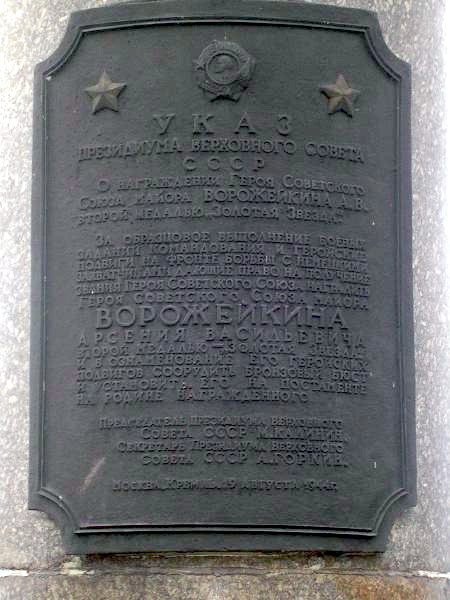 УКАЗ
ПРЕЗИДИУМА ВЕРХОВНОГО СОВЕТА
СССР
О НАГРАЖДЕНИИ ГЕРОЯ СОВЕТСКОГО
СОЮЗА МАЙОРА ВОРОЖЕЙКИНА А.В.
ВТОРОЙ МЕДАЛЬЮ „ЗОЛОТАЯ ЗВЕЗДА"
ЗА ОБРАЗЦОВОЕ ВЫПОЛНЕНИЕ БОЕВЫХ
ЗАДАНИЙ КОМАНДОВАНИЯ И ГЕРОЙСКИЕ
ПОДВИГИ НА ФРОНТЕ БОРЬБЫ С НЕМЕЦКИМИ
ЗАХВАТЧИКАМИ ДАЮЩИЕ ПРАВО НА ПОЛУЧЕНИЕ
ЗВАНИЯ ГЕРОЯ СОВЕТСКОГО СОЮЗА, НАГРАДИТЬ
ГЕРОЯ СОВЕТСКОГО СОЮЗА МАЙОРА
ВОРОЖЕЙКИНА
АРСЕНИЯ ВАСИЛЬЕВИЧА
ВТОРОЙ МЕДАЛЬЮ „ЗОЛОТАЯ ЗВЕЗДА"
И В ОЗНАМЕНОВАНИЕ ЕГО ГЕРОЙСКИХ
ПОДВИГОВ СООРУДИТЬ БРОНЗОВЫЙ БЮСТ
И УСТАНОВИТЬ ЕГО НА ПОСТАМЕНТЕ
НА РОДИНЕ НАГРАЖДЕННОГО
ПРЕДСЕДАТЕЛЬ ПРЕЗИДИУМА ВЕРХОВНОГО
СОВЕТА СССР М.КАЛИНИН.
СЕКРЕТАРЬ ПРЕЗИДИУМА ВЕРХОВНОГО
СОВЕТА СССР А.ГОРКИН.
МОСКВА, КРЕМЛЬ. 19 АВГУСТА 1944г.